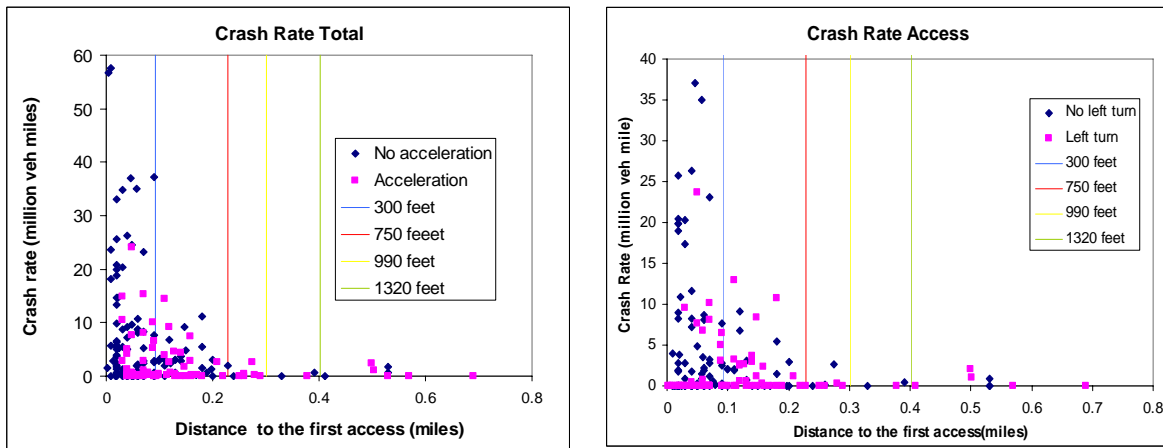 Crash Rate Total
60
50
40
30
20
10
0
0 0.2 0.4 0.6 0.8
Crash rate (million veh miles)
Distance to the first access (miles)
No acceleration
Acceleration
300 feet
750 feeet
990 feet
1320 feet
Crash Rate Access
40
35
30
25
20
15
10
5
0
0 0.1 0.2 0.3 0.4 0.5 0.6 0.7 0.8
Crash Rate (million veh mile)
Distance to the first access(miles)
No left turn
Left turn
300 feet
750 feet
990 feet
1320 feet